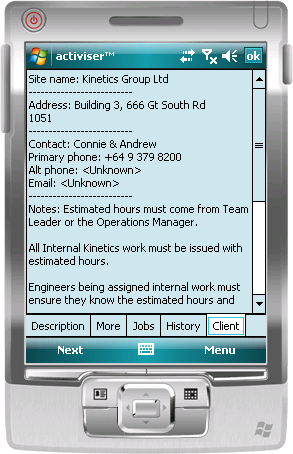 activiser™
ok
Site name: Kinetics Group Ltd
-------------------------
Address: Building 3, 666 Gt South Rd
1051
-------------------------
Contact: Connie & Andrew
Primary phone: +64 9 379 8200
Alt phone: <Unknown>
Email: <Unknown>
-------------------------
Notes: Estimated hours must come from Team
Leader or the Operations Manager.
All Internal Kinetics work must be issued with
estimated hours.
Engineers being assigned internal work must
ensure they know the estimated hours and
Description More Jobs History Client
Next Menu